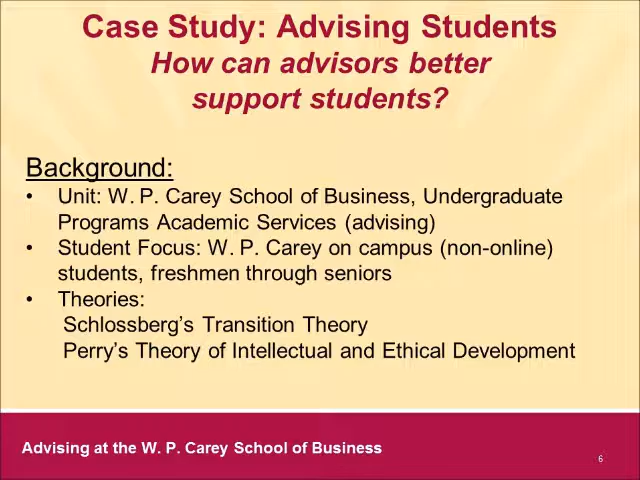 Case Study: Advising Students
How can advisors better
support students?
Background:
• Unit: W. P. Carey School of Business, Undergraduate
Programs Academic Services (advising)
• Student Focus: W. P. Carey on campus (non-online)
students, freshmen through seniors
• Theories:
Schlossberg’s Transition Theory
Perry’s Theory of Intellectual and Ethical Development
Advising at the W. P. Carey School of Business
6